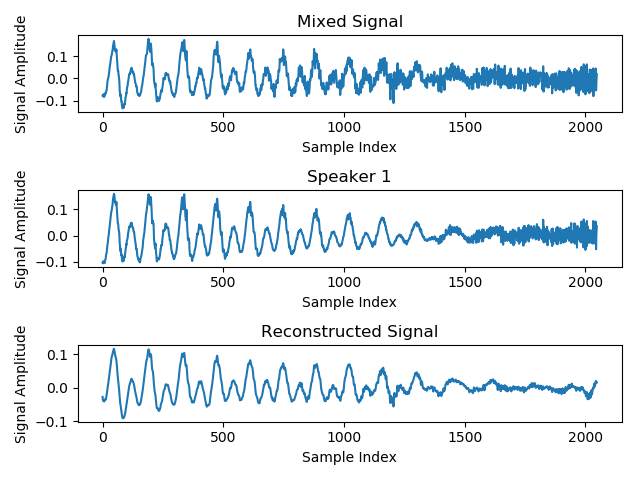 Mixed Signal
Signal Amplitude
0.1
0.0
−0.1
0 500 1000 1500 2000
Sample Index
Speaker 1
Signal Amplitude
0.1
0.0
−0.1
0 500 1000 1500 2000
Sample Index
Reconstructed Signal
Signal Amplitude
0.1
0.0
−0.1
0 500 1000 1500 2000
Sample Index